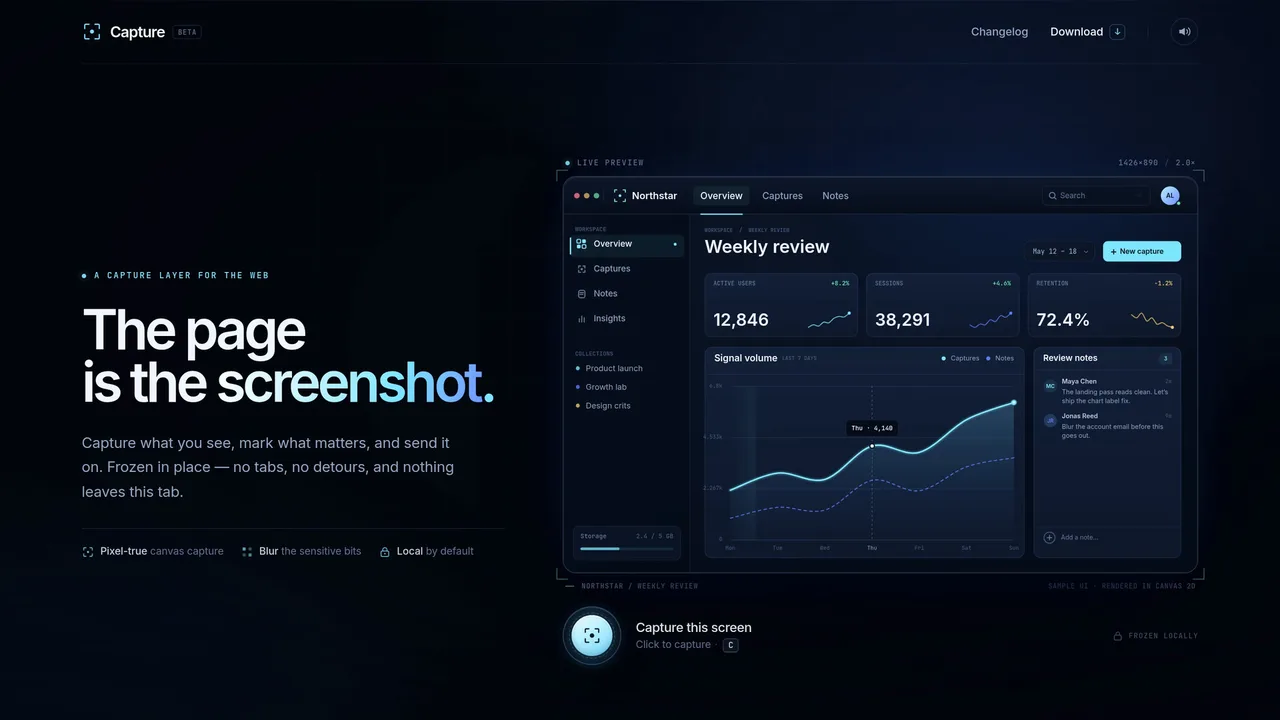 Capture BETA
Changelog Download
A CAPTURE LAYER FOR THE WEB
The page
is the screenshot.
Capture what you see, mark what matters, and send it
on. Frozen in place — no tabs, no detours, and nothing
leaves this tab.
Pixel-true canvas capture Blur the sensitive bits Local by default
LIVE PREVIEW 1426×890 / 2.0×
Northstar Overview Captures Notes Search AL
WORKSPACE
Overview
Captures
Notes
Insights
COLLECTIONS
Product launch
Growth lab
Design crits
Storage 2.4 / 5 GB
WORKSPACE / WEEKLY REVIEW
Weekly review
May 12 – 18 + New capture
ACTIVE USERS +8.2%
12,846
SESSIONS +4.6%
38,291
RETENTION -1.2%
72.4%
Signal volume LAST 7 DAYS Captures Notes
Thu · 4,140
0
Mon Tue Wed Thu Fri Sat Sun
Review notes 3
MC Maya Chen
The landing pass reads clean. Let's
ship the chart label fix.
JR Jonas Reed
Blur the account email before this
goes out.
Add a note…
NORTHSTAR / WEEKLY REVIEW SAMPLE UI · RENDERED IN CANVAS 2D
Capture this screen
Click to capture · C
FROZEN LOCALLY